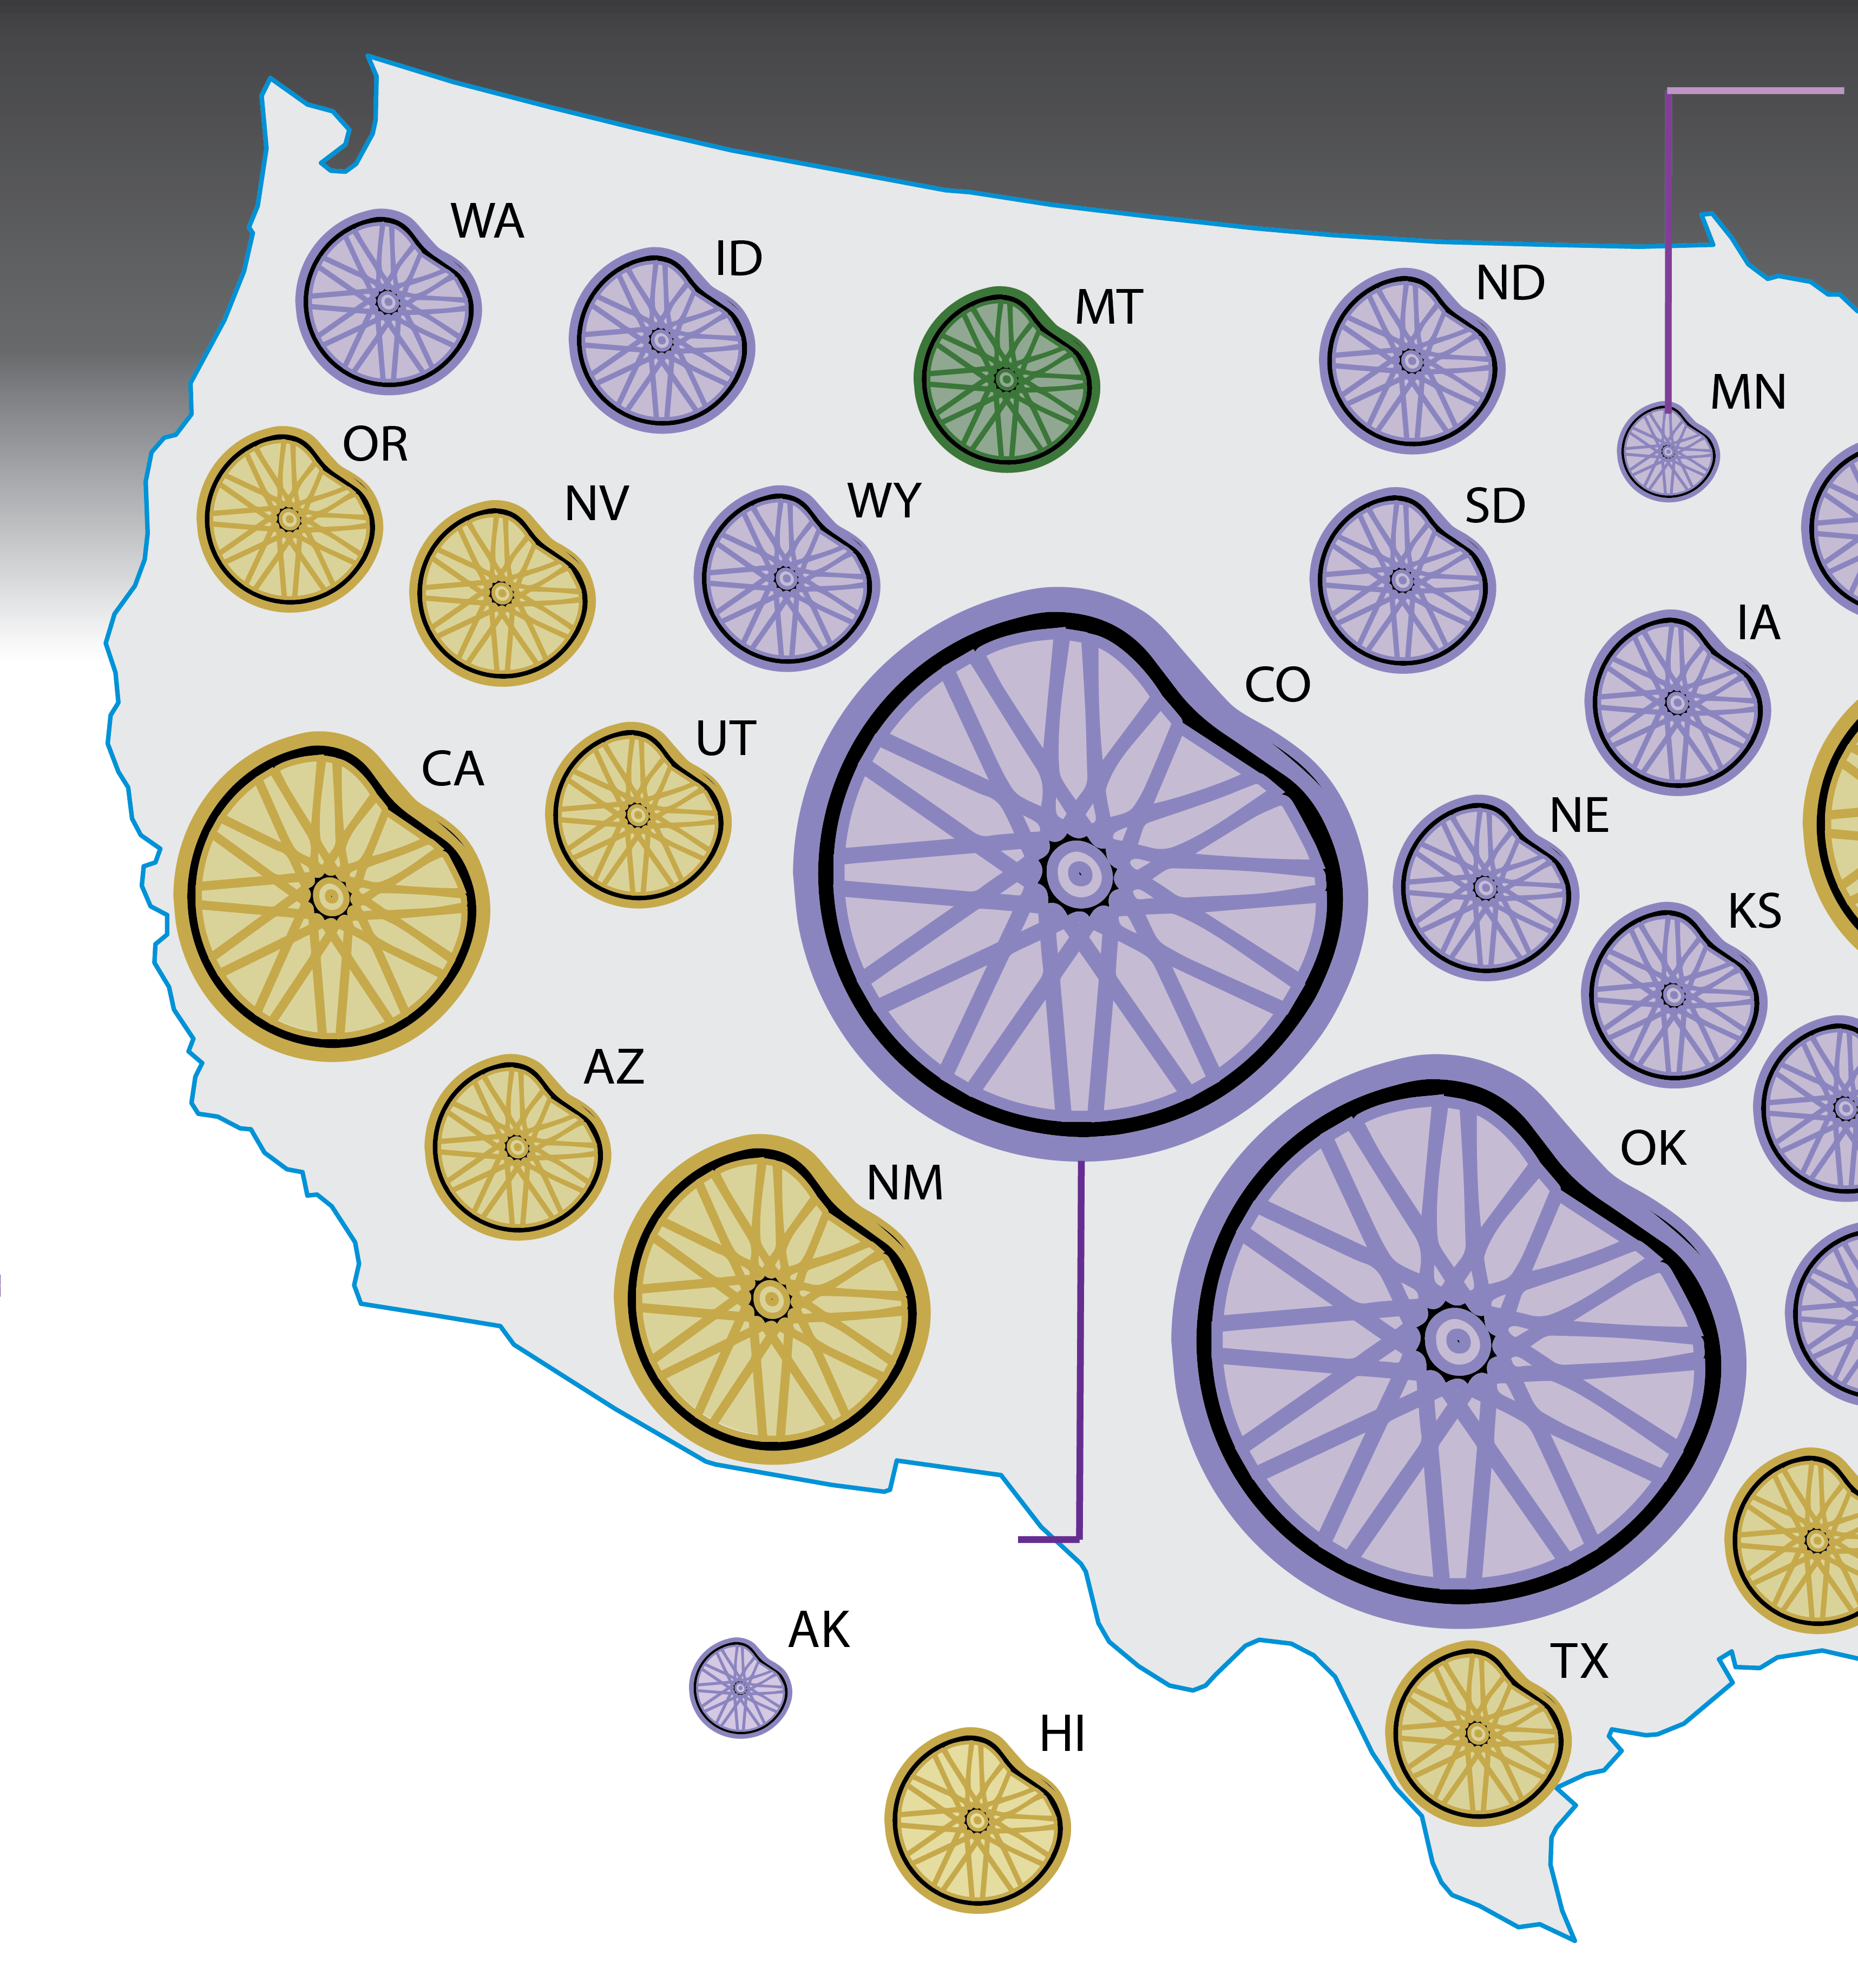 WA
ID
MT
ND
MN
OR
NV
WY
SD
IA
CO
CA
UT
NE
KS
AZ
NM
OK
AK
TX
HI